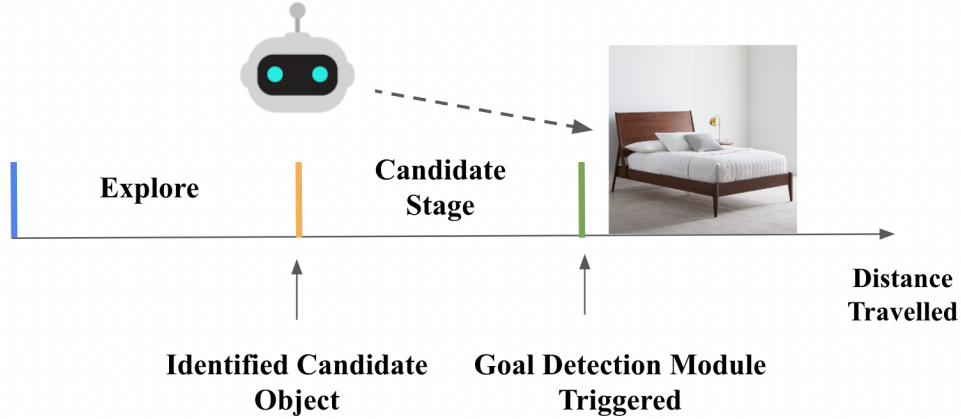 Explore
Candidate
Stage
Distance
Travelled
Identified Candidate
Object
Goal Detection Module
Triggered